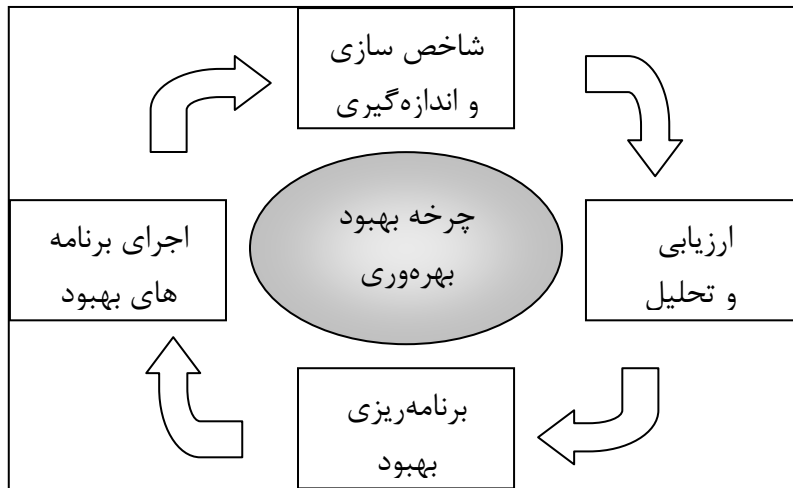 شاخص سازی
و اندازه‌گیری
چرخه بهبود
بهره‌وری
ارزیابی
و تحلیل
اجرای برنامه
های بهبود
برنامه‌ریزی
بهبود